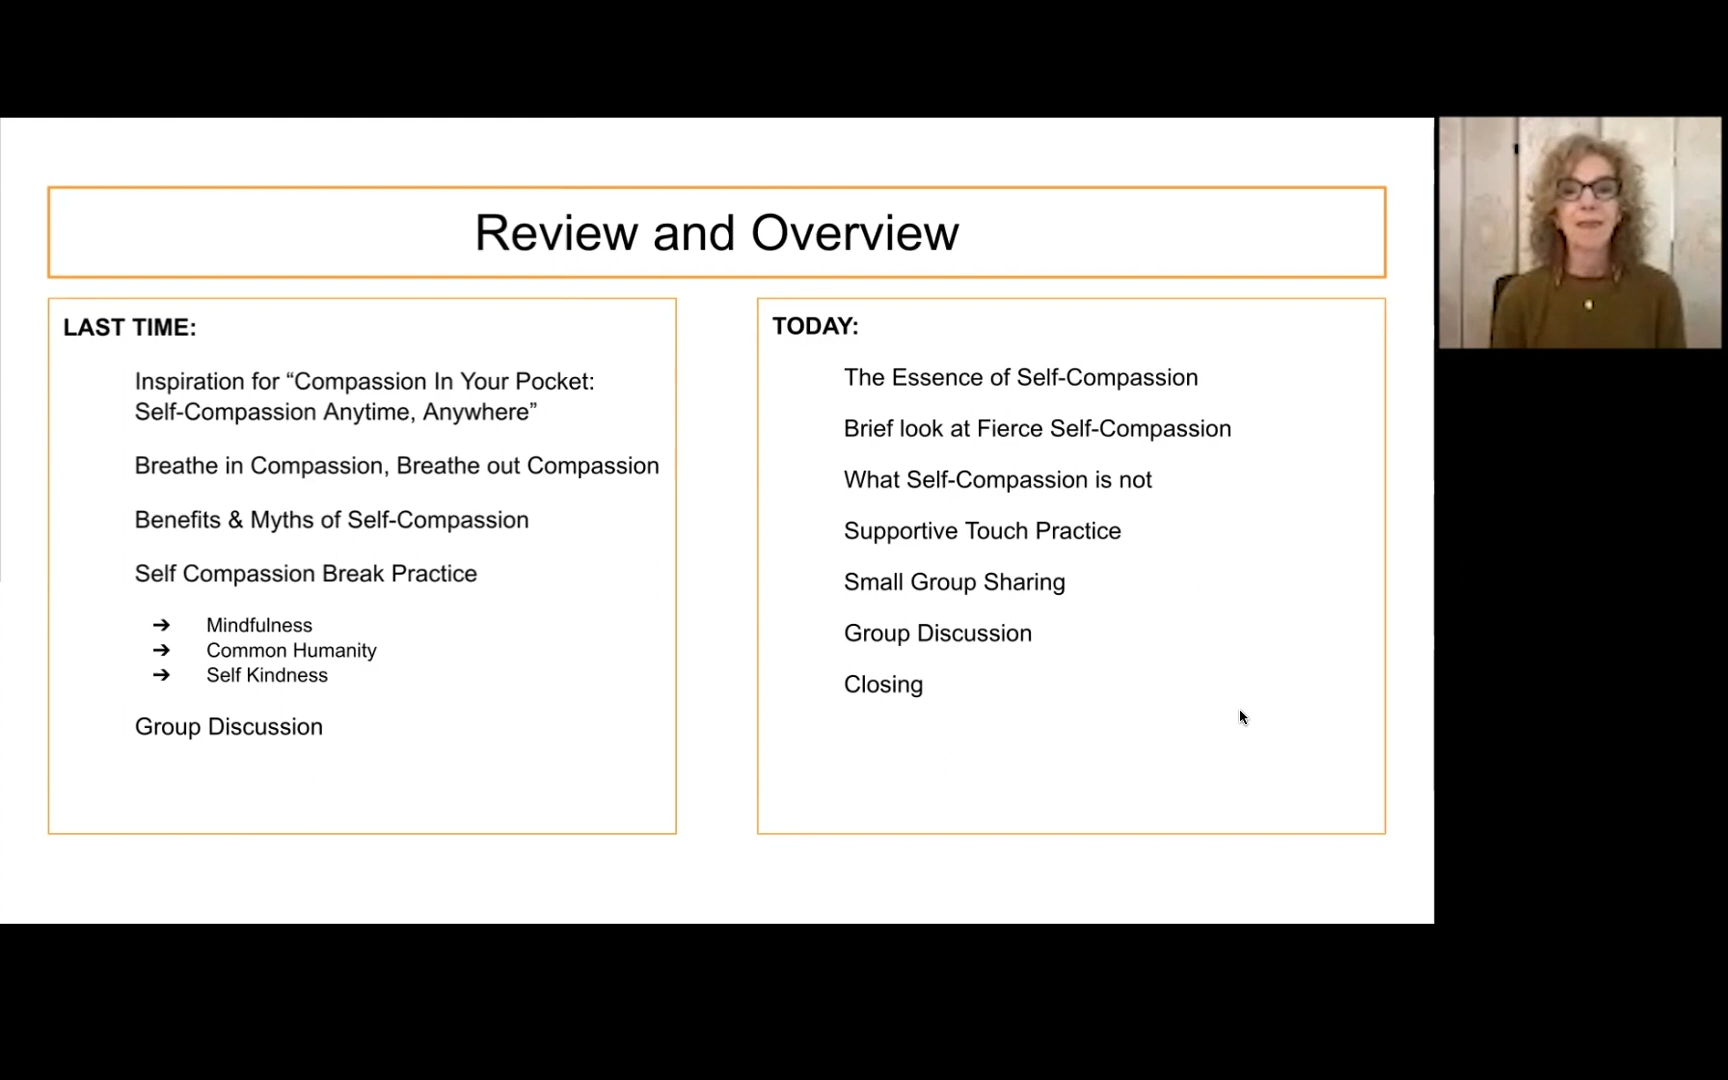 Review and Overview
LAST TIME:
Inspiration for “Compassion In Your Pocket:
Self-Compassion Anytime, Anywhere”
Breathe in Compassion, Breathe out Compassion
Benefits & Myths of Self-Compassion
Self Compassion Break Practice
➔ Mindfulness
➔ Common Humanity
➔ Self Kindness
Group Discussion
TODAY:
The Essence of Self-Compassion
Brief look at Fierce Self-Compassion
What Self-Compassion is not
Supportive Touch Practice
Small Group Sharing
Group Discussion
Closing